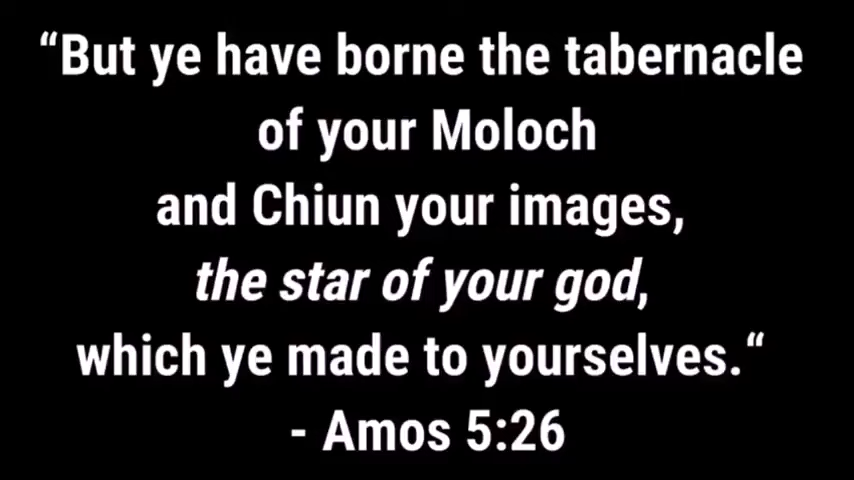 “But ye have borne the tabernacle
of your Moloch
and Chiun your images,
the star of your god,
which ye made to yourselves.“
- Amos 5:26